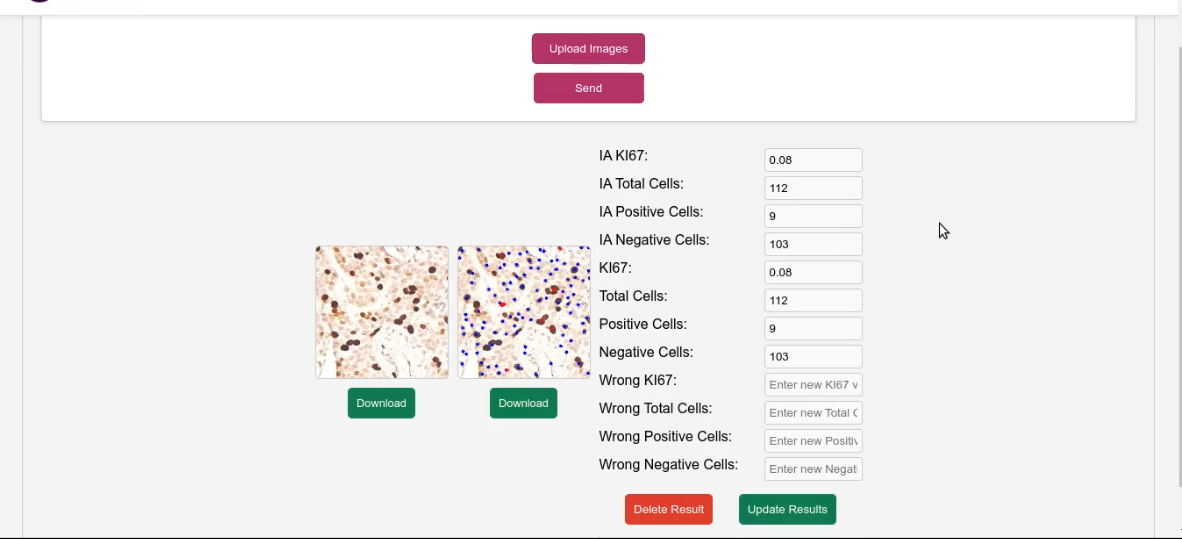 Upload Images
Send
IA KI67: 0.08
IA Total Cells: 112
IA Positive Cells: 9
IA Negative Cells: 103
KI67: 0.08
Total Cells: 112
Positive Cells: 9
Negative Cells: 103
Wrong KI67: Enter new KI67 v
Wrong Total Cells: Enter new Total C
Wrong Positive Cells: Enter new Positiv
Wrong Negative Cells: Enter new Negat
Download
Download
Delete Result
Update Results